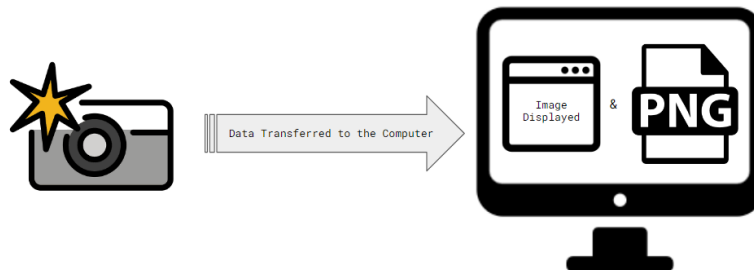 Data Transferred to the Computer
Image
Displayed
&
PNG